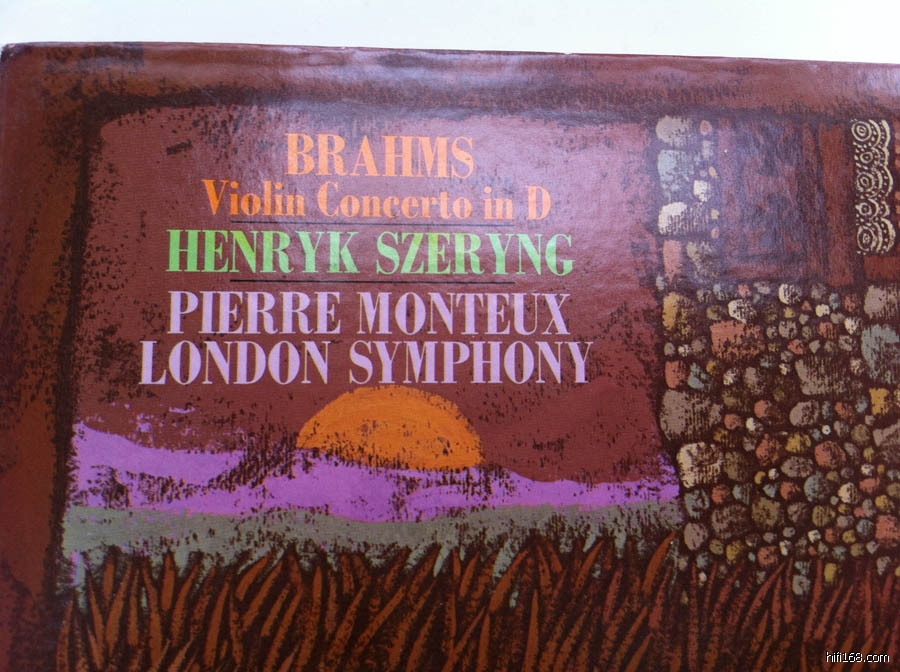 BRAHMS
Violin Concerto in D
HENRYK SZERYNG
PIERRE MONTEUX
LONDON SYMPHONY
hifi168.com